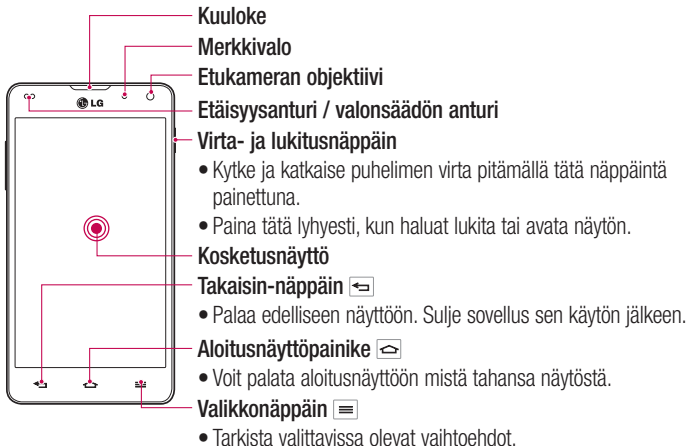 Kuuloke
Merkkivalo
Etukameran objektiivi
Etäisyysanturi / valonsäädön anturi
LG
Virta- ja lukitusnäppäin
• Kytke ja katkaise puhelimen virta pitämällä tätä näppäintä
painettuna.
• Paina tätä lyhyesti, kun haluat lukita tai avata näytön.
Kosketusnäyttö
Takaisin-näppäin
• Palaa edelliseen näyttöön. Sulje sovellus sen käytön jälkeen.
Aloitusnäyttöpainike
• Voit palata aloitusnäyttöön mistä tahansa näytöstä.
Valikkonäppäin
• Tarkista valittavissa olevat vaihtoehdot.